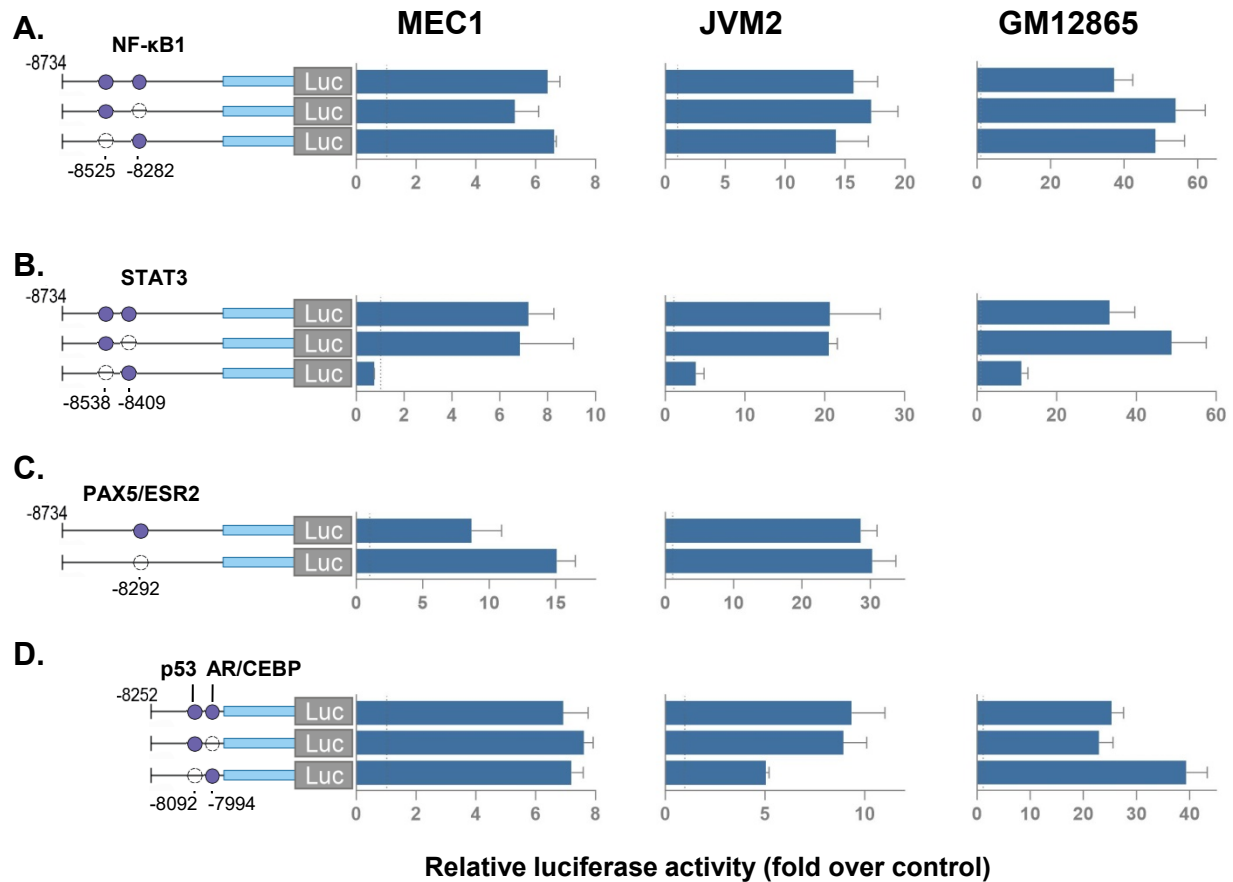 MEC1 JVM2 GM12865
A.
NF-κB1
-8734
Luc
Luc
Luc
-8525 -8282
0 2 4 6 8
0 5 10 15 20
0 20 40 60
B.
STAT3
-8734
Luc
Luc
Luc
-8538 -8409
0 2 4 6 8 10
0 10 20 30
0 20 40 60
C.
PAX5/ESR2
-8734
Luc
Luc
-8292
0 5 10 15
0 10 20 30
D.
p53 AR/CEBP
-8252
Luc
Luc
Luc
-8092 -7994
0 2 4 6 8
0 5 10
0 10 20 30 40
Relative luciferase activity (fold over control)